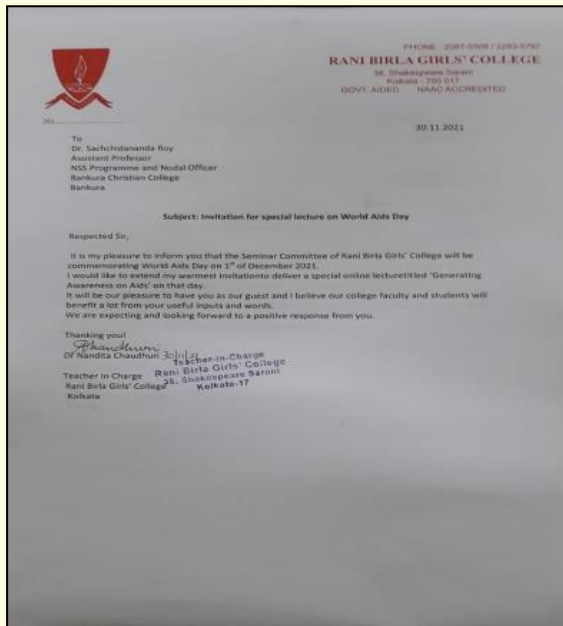 PHONE : 2287-5508 / 2283-5767
RANI BIRLA GIRLS' COLLEGE
38, Shakespeare Sarani
Kolkata - 700 017
GOVT. AIDED NAAC ACCREDITED
No.
30.11.2021
To
Dr. Sachchidananda Roy
Assistant Professor
NSS Programme and Nodal Officer
Bankura Christian College
Bankura
Subject: Invitation for special lecture on World Aids Day
Respected Sir,
It is my pleasure to inform you that the Seminar Committee of Rani Birla Girls' College will be
commemorating World Aids Day on 1st of December 2021.
I would like to extend my warmest invitationto deliver a special online lecturetitled 'Generating
Awareness on Aids' on that day.
It will be our pleasure to have you as our guest and I believe our college faculty and students will
benefit a lot from your useful inputs and words.
We are expecting and looking forward to a positive response from you.
Thanking you!
Dr Nandita Chaudhuri 30/11/21
Teacher-in-Charge
Rani Birla Girls' College
38, Shakespeare Sarani
Kolkata-17
Teacher in Charge
Rani Birla Girls' College
Kolkata